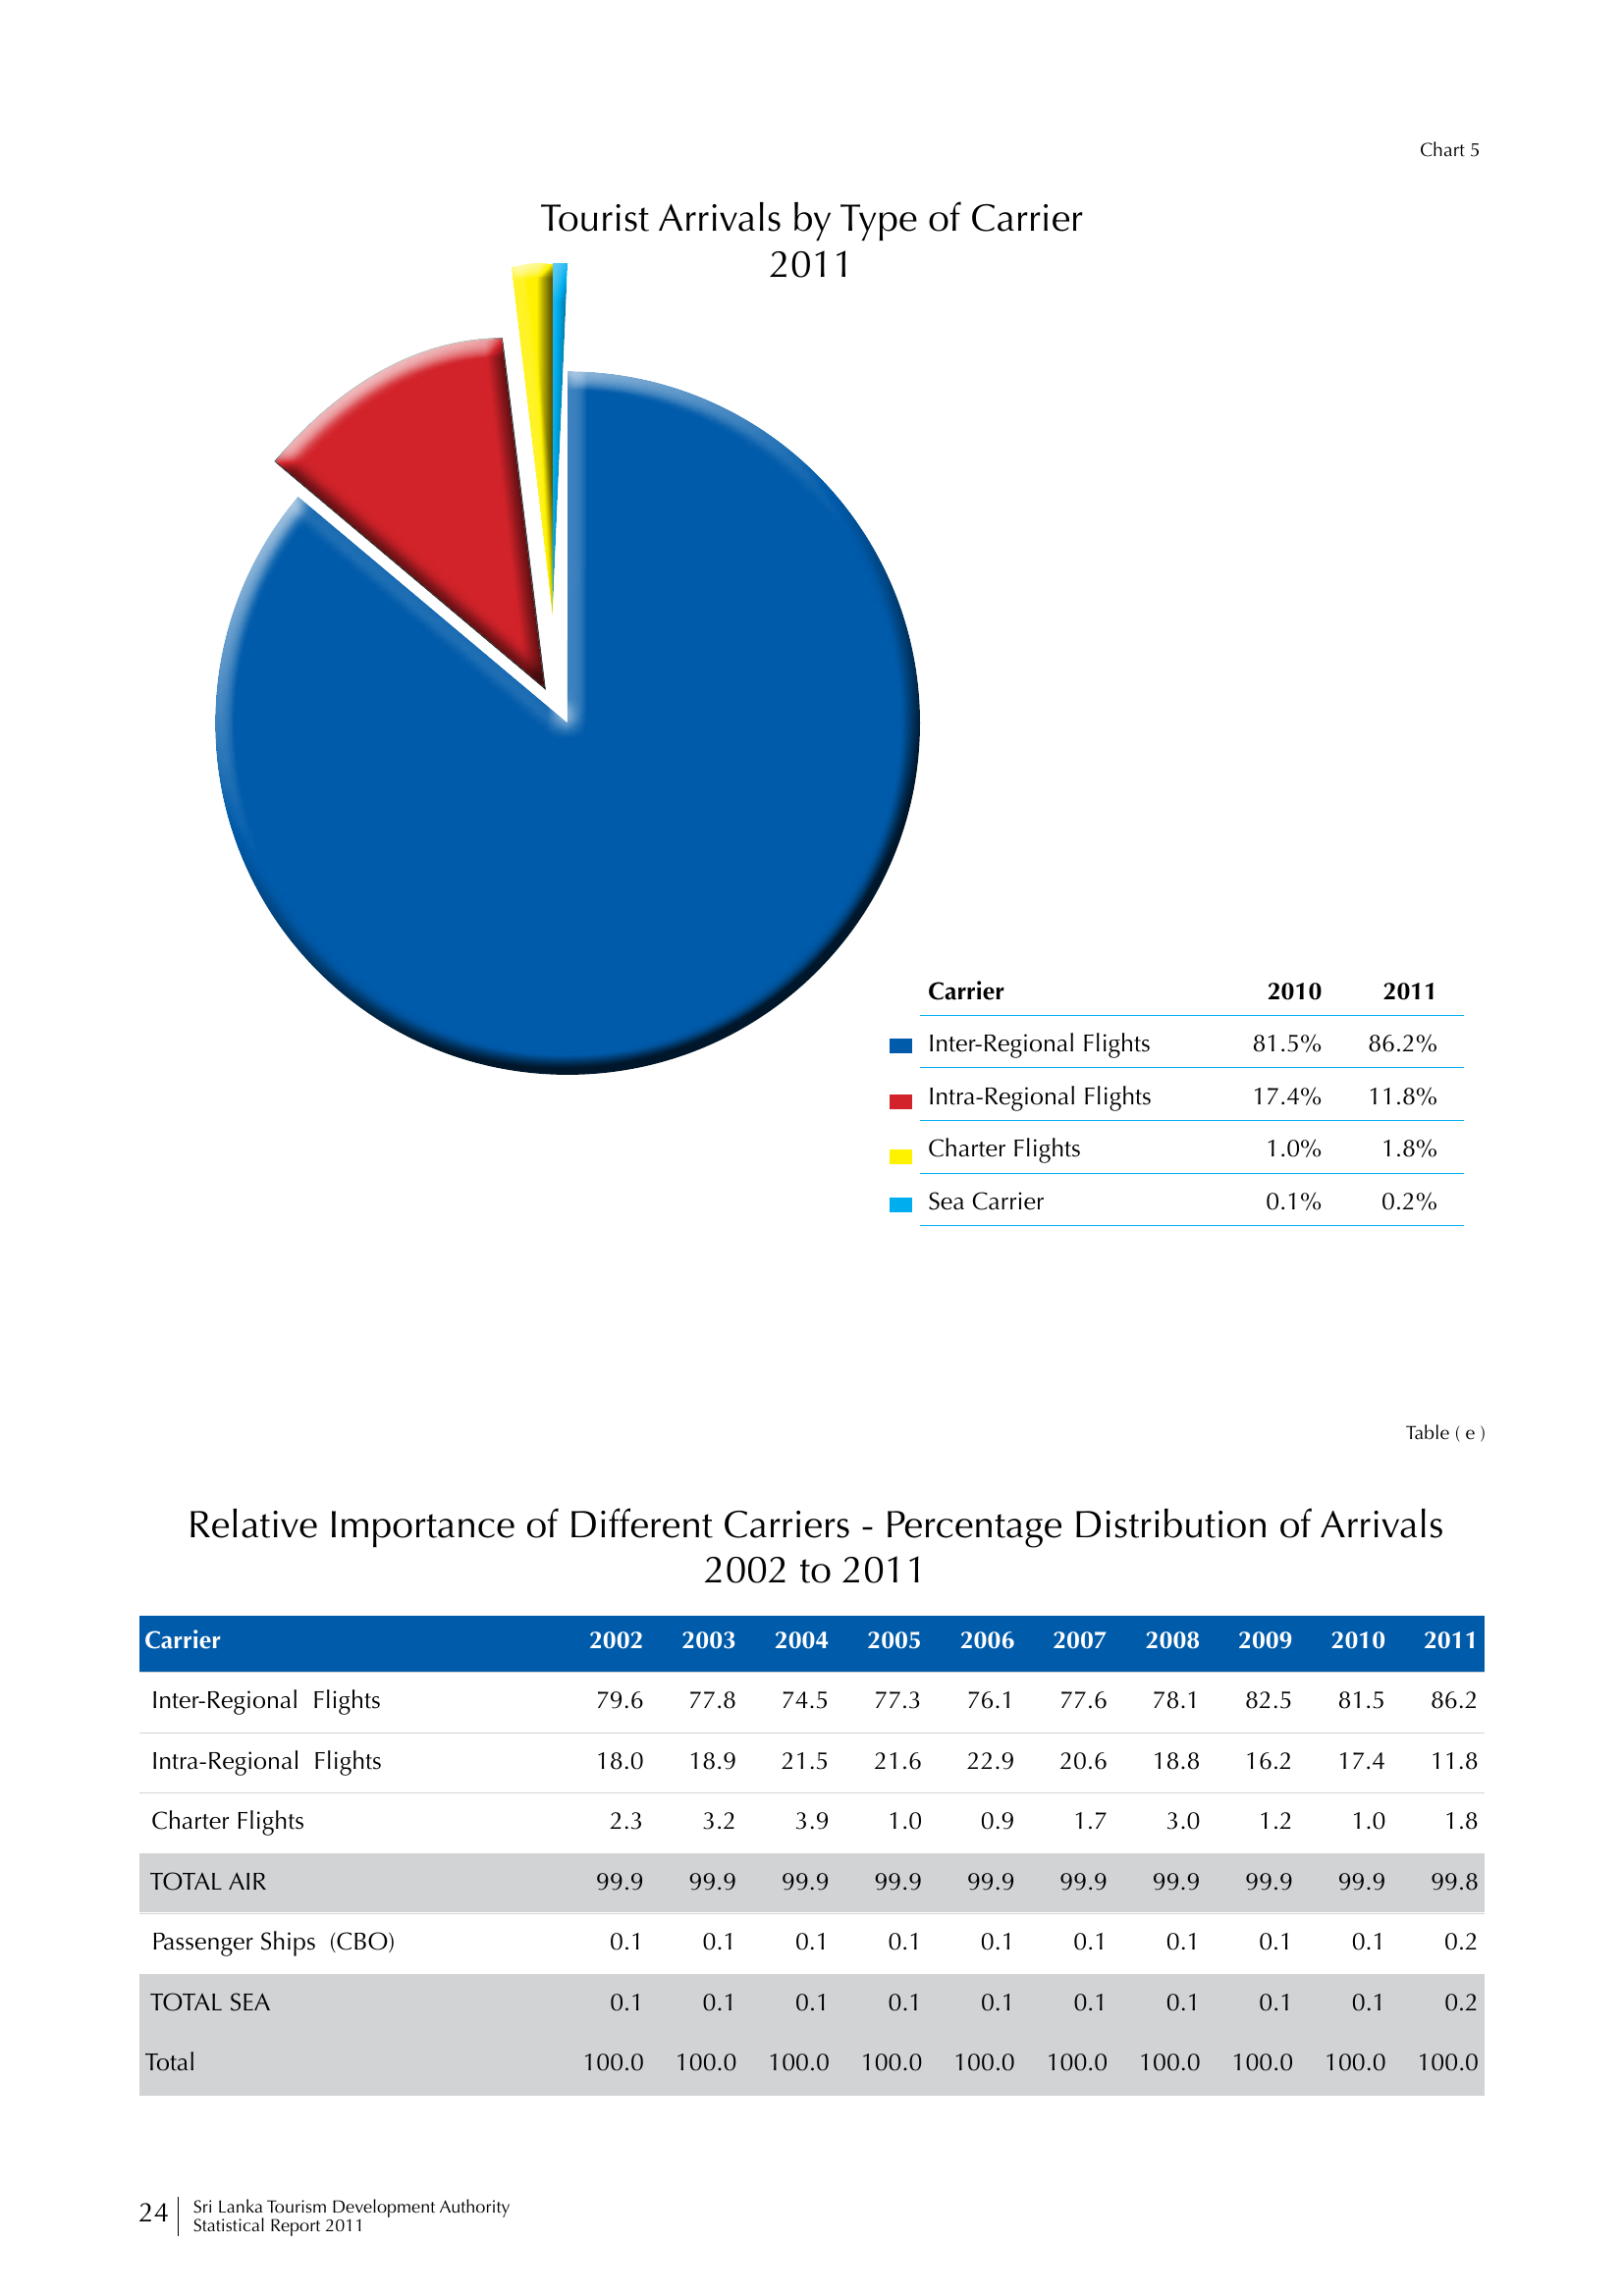 Chart 5
Tourist Arrivals by Type of Carrier
2011
Carrier 2010 2011
Inter-Regional Flights 81.5% 86.2%
Intra-Regional Flights 17.4% 11.8%
Charter Flights 1.0% 1.8%
Sea Carrier 0.1% 0.2%
Table ( e )
Relative Importance of Different Carriers - Percentage Distribution of Arrivals
2002 to 2011
Carrier 2002 2003 2004 2005 2006 2007 2008 2009 2010 2011
Inter-Regional Flights 79.6 77.8 74.5 77.3 76.1 77.6 78.1 82.5 81.5 86.2
Intra-Regional Flights 18.0 18.9 21.5 21.6 22.9 20.6 18.8 16.2 17.4 11.8
Charter Flights 2.3 3.2 3.9 1.0 0.9 1.7 3.0 1.2 1.0 1.8
TOTAL AIR 99.9 99.9 99.9 99.9 99.9 99.9 99.9 99.9 99.9 99.8
Passenger Ships (CBO) 0.1 0.1 0.1 0.1 0.1 0.1 0.1 0.1 0.1 0.2
TOTAL SEA 0.1 0.1 0.1 0.1 0.1 0.1 0.1 0.1 0.1 0.2
Total 100.0 100.0 100.0 100.0 100.0 100.0 100.0 100.0 100.0 100.0
24 Sri Lanka Tourism Development Authority
Statistical Report 2011